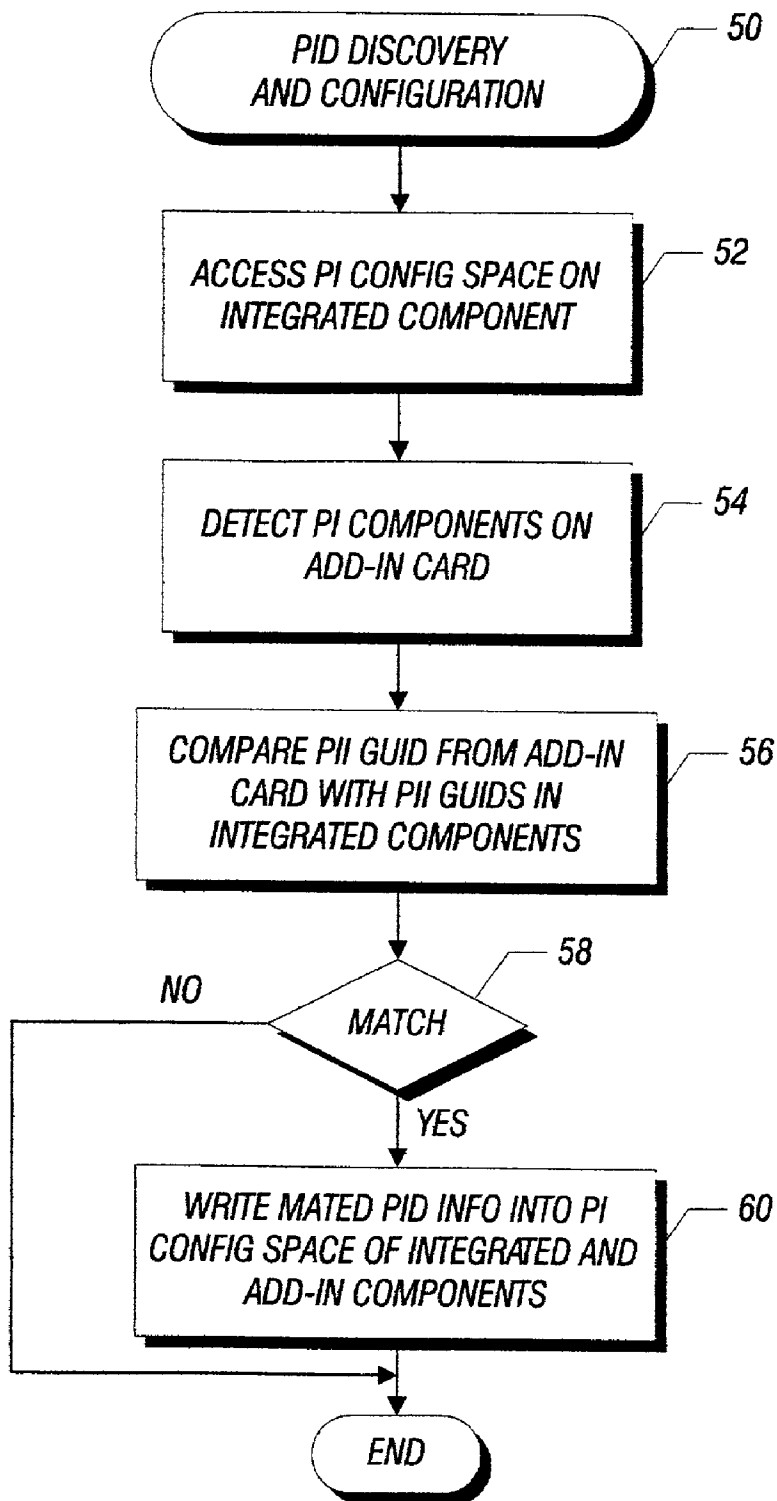 PID DISCOVERY
AND CONFIGURATION
50
ACCESS PI CONFIG SPACE ON
INTEGRATED COMPONENT
52
DETECT PI COMPONENTS ON
ADD-IN CARD
54
COMPARE PII GUID FROM ADD-IN
CARD WITH PII GUIDS IN
INTEGRATED COMPONENTS
56
MATCH
58
NO
YES
WRITE MATED PID INFO INTO PI
CONFIG SPACE OF INTEGRATED AND
ADD-IN COMPONENTS
60
END